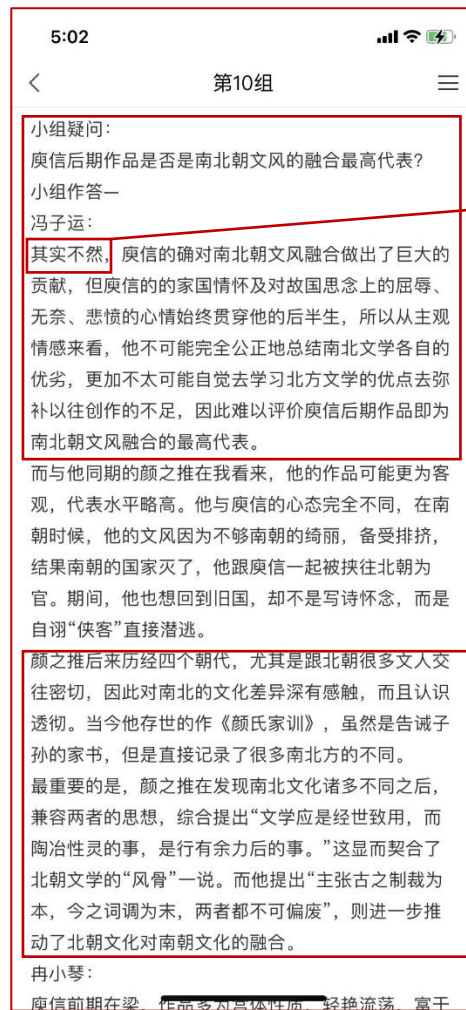 5:02
第10组
小组疑问：
庾信后期作品是否是南北朝文风的融合最高代表？
小组作答一
冯子运：
其实不然，庾信的确对南北朝文风融合做出了巨大的
贡献，但庾信的的家国情怀及对故国思念上的屈辱、
无奈、悲愤的心情始终贯穿他的后半生，所以从主观
情感来看，他不可能完全公正地总结南北文学各自的
优劣，更加不太可能自觉去学习北方文学的优点去弥
补以往创作的不足，因此难以评价庾信后期作品即为
南北朝文风融合的最高代表。
而与他同期的颜之推在我看来，他的作品可能更为客
观，代表水平略高。他与庾信的心态完全不同，在南
朝时候，他的文风因为不够南朝的绮丽，备受排挤，
结果南朝的国家灭了，他跟庾信一起被挟往北朝为
官。期间，他也想回到旧国，却不是写诗怀念，而是
自诩“侠客”直接潜逃。
颜之推后来历经四个朝代，尤其是跟北朝很多文人交
往密切，因此对南北的文化差异深有感触，而且认识
透彻。当今他存世的作《颜氏家训》，虽然是告诫子
孙的家书，但是直接记录了很多南北方的不同。
最重要的是，颜之推在发现南北文化诸多不同之后，
兼容两者的思想，综合提出“文学应是经世致用，而
陶冶性灵的事，是行有余力后的事。”这显而契合了
北朝文学的“风骨”一说。而他提出“主张古之制裁为
本，今之词调为末，两者都不可偏废”，则进一步推
动了北朝文化对南朝文化的融合。
冉小琴：
庾信前期在梁，作品多为宫体性质，轻艳流荡，富于